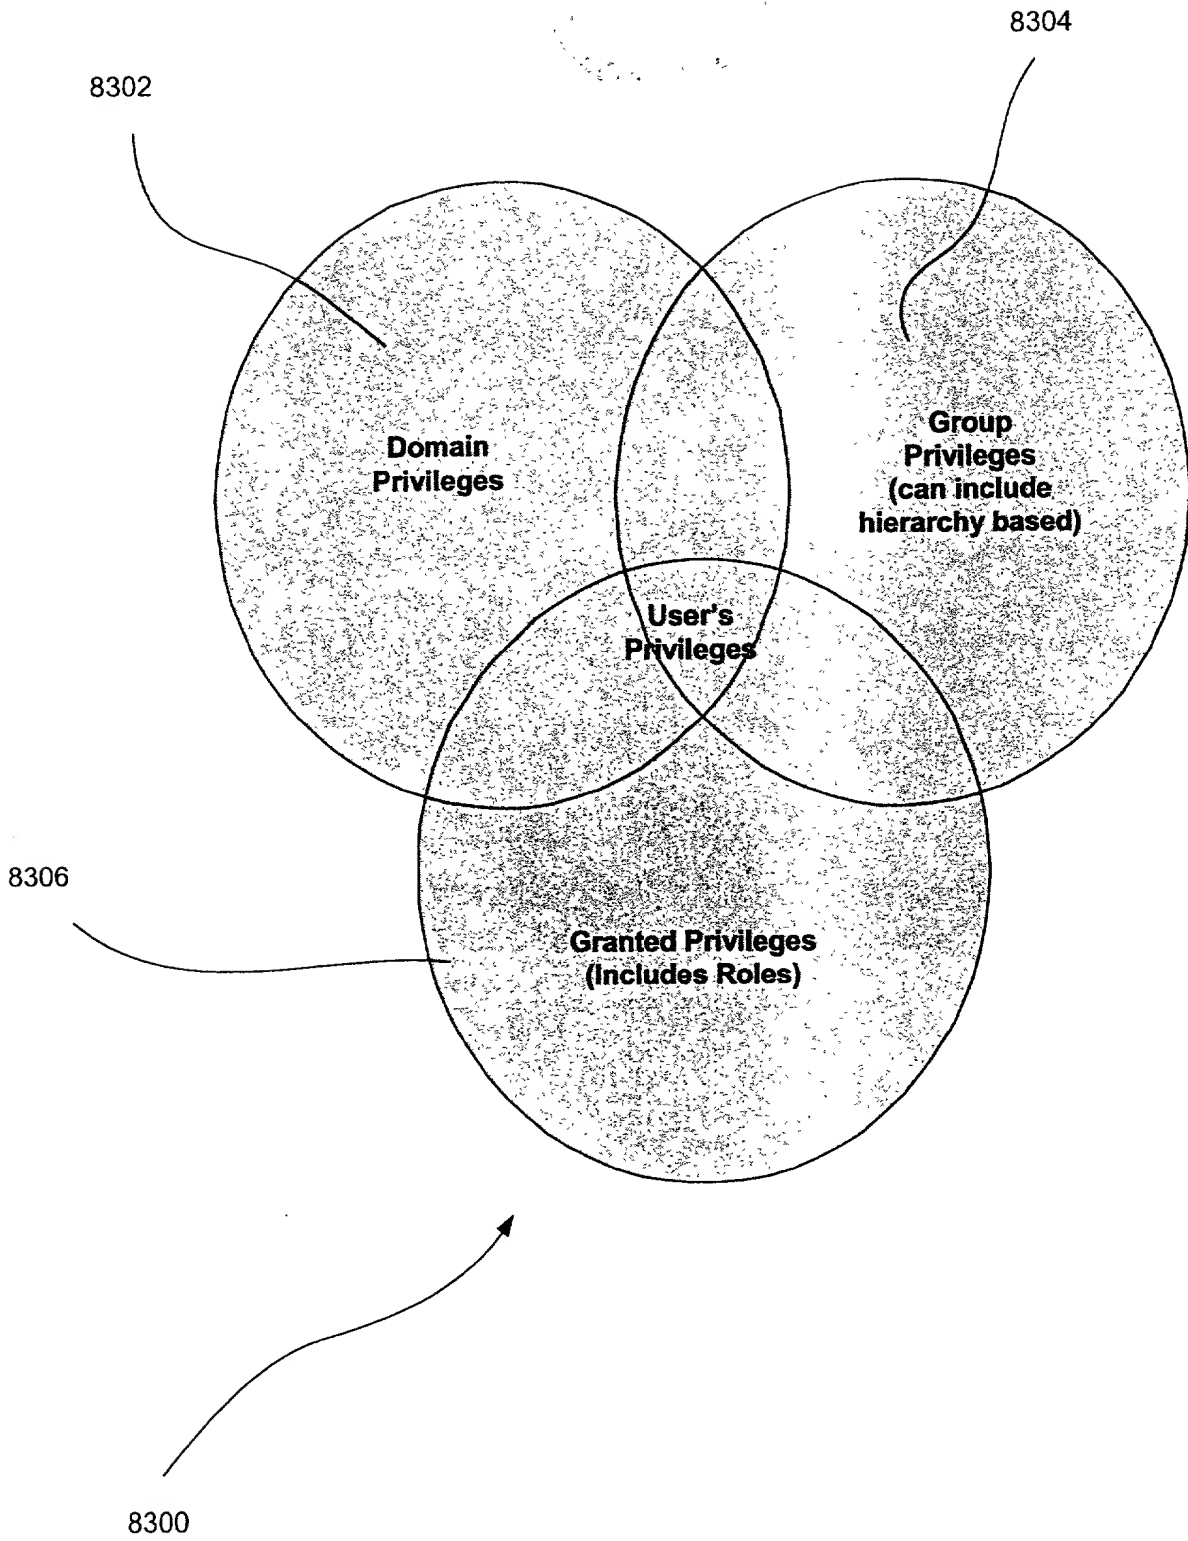 8304
8302
Domain
Privileges
Group
Privileges
(can include
hierarchy based)
User's
Privileges
8306
Granted Privileges
(Includes Roles)
8300